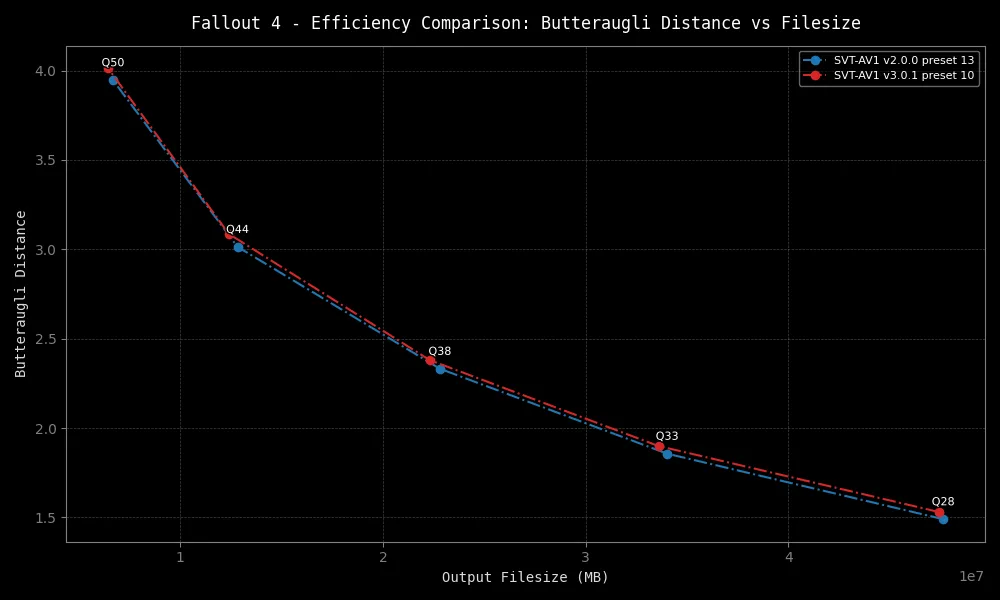 Fallout 4 - Efficiency Comparison: Butteraugli Distance vs Filesize
SVT-AV1 v2.0.0 preset 13
SVT-AV1 v3.0.1 preset 10
Butteraugli Distance
4.0
3.5
3.0
2.5
2.0
1.5
Q50
Q44
Q38
Q33
Q28
1
2
3
4
1e7
Output Filesize (MB)